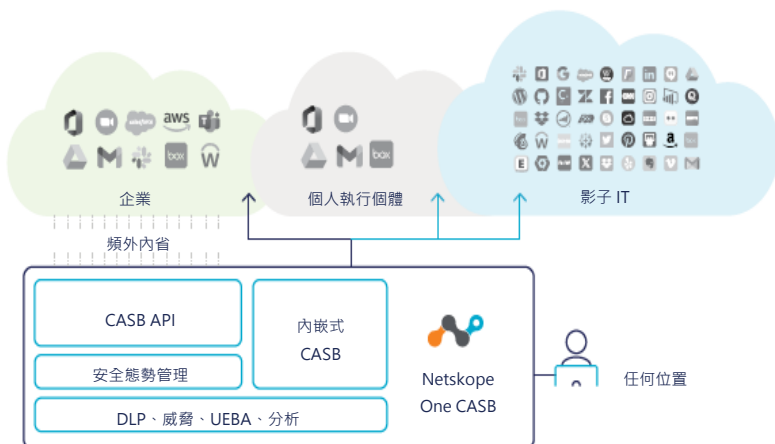 aws
box
box
企業
個人執行個體
影子 IT
頻外內省
CASB API
內嵌式
CASB
安全態勢管理
Netskope
One CASB
任何位置
DLP、威脅、UEBA、分析